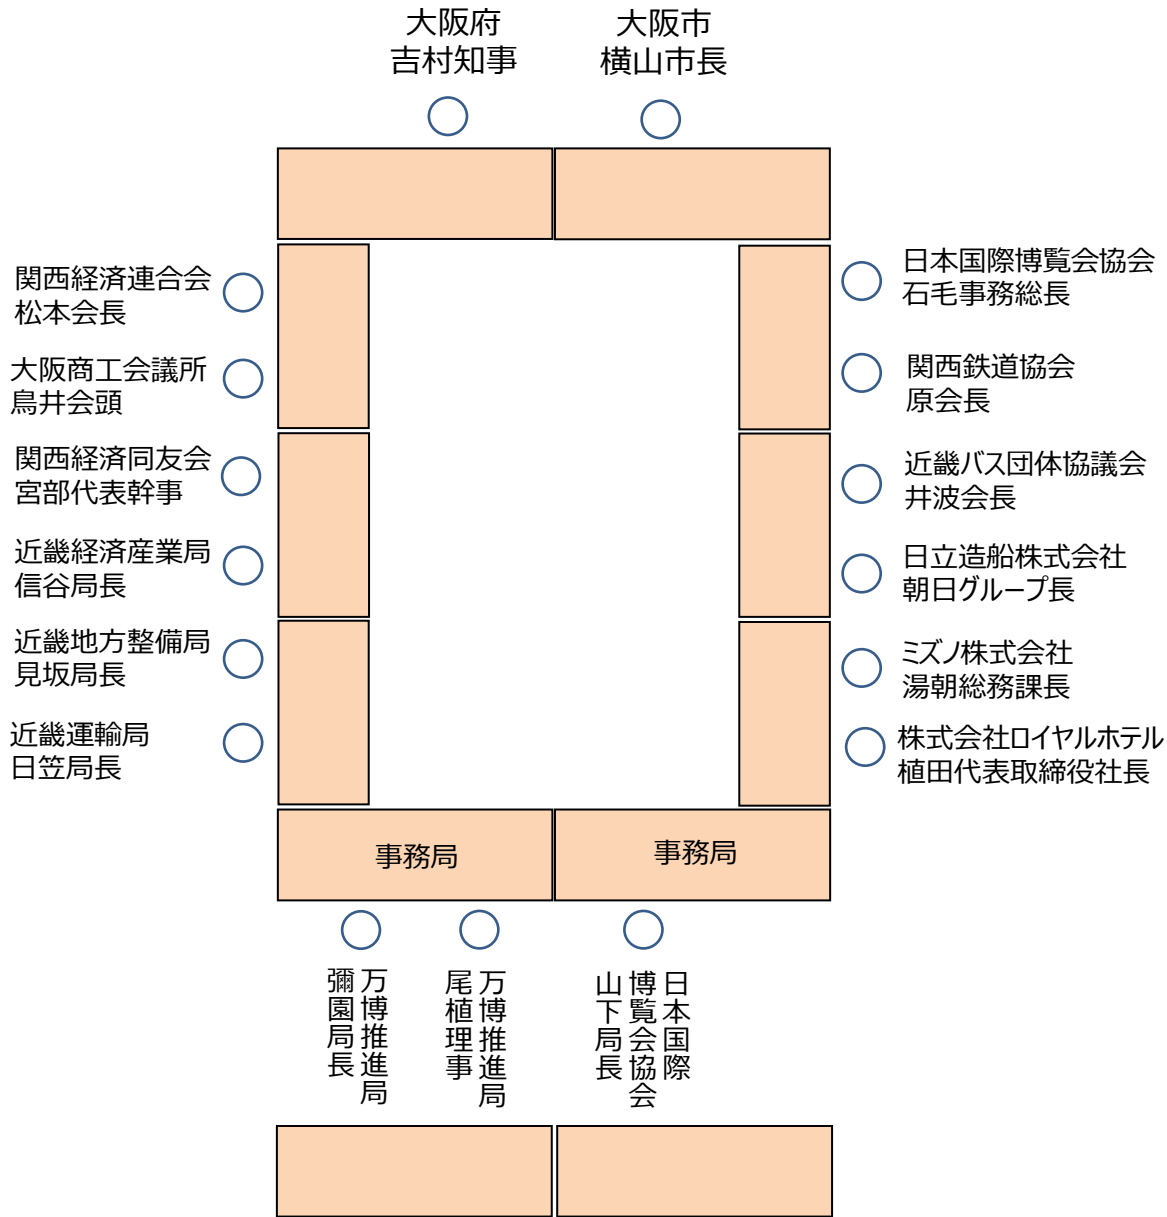 大阪府
吉村知事
大阪市
横山市長
関西経済連合会
松本会長
大阪商工会議所
鳥井会頭
関西経済同友会
宮部代表幹事
近畿経済産業局
信谷局長
近畿地方整備局
見坂局長
近畿運輸局
日笠局長
日本国際博覧会協会
石毛事務総長
関西鉄道協会
原会長
近畿バス団体協議会
井波会長
日立造船株式会社
朝日グループ長
ミズノ株式会社
湯朝総務課長
株式会社ロイヤルホテル
植田代表取締役社長
事務局
事務局
万博推進局
彌園局長
万博推進局
尾植理事
日本国際
博覧会協会
山下局長